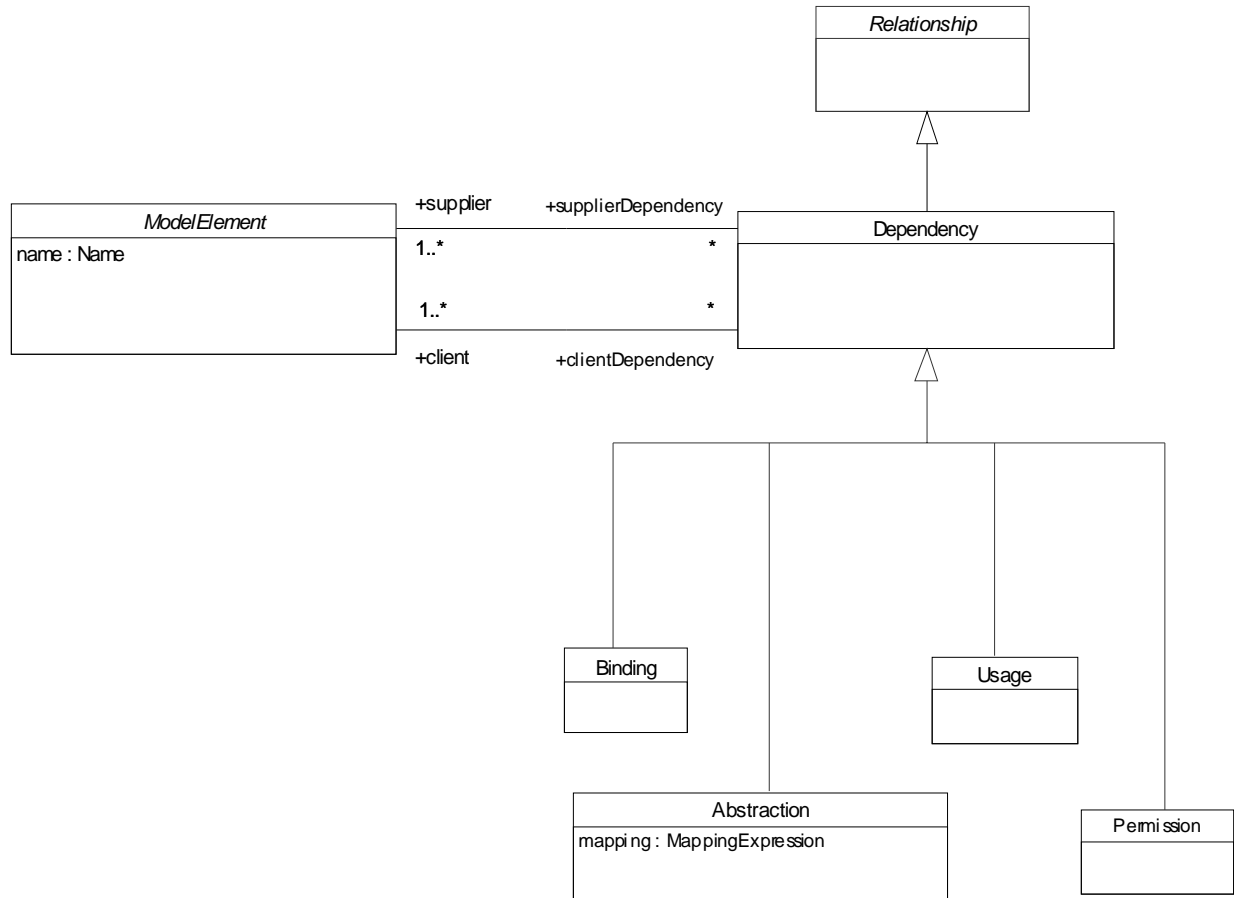 Relationship
+supplier
+supplierDependency
ModelElement
Dependency
name : Name
1..*
*
1..*
*
+client
+clientDependency
Binding
Usage
Abstraction
mapping : MappingExpression
Permission